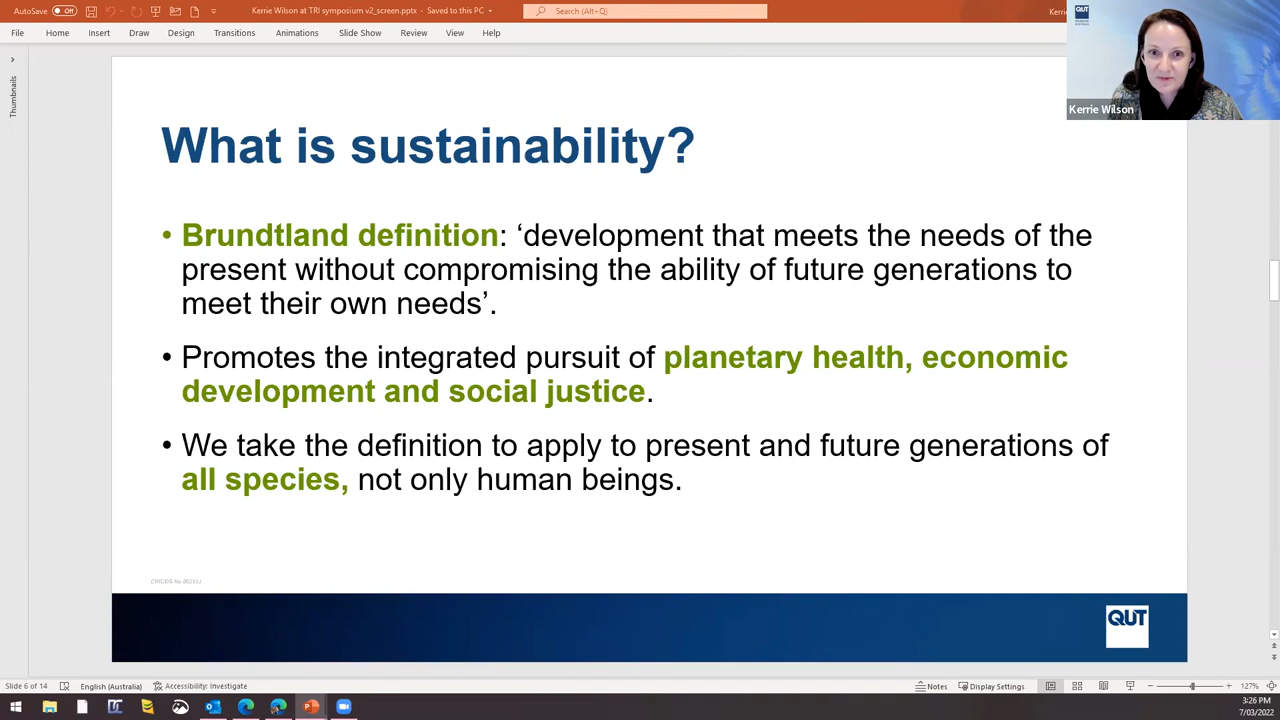 AutoSave Off Kerrie Wilson at TRI symposium v2_screen.pptx - Saved to this PC Search (Alt+Q)
File Home Insert Draw Design Transitions Animations Slide Show Review View Help
QUT
Kerrie Wilson
Thumbnails
What is sustainability?
• Brundtland definition: ‘development that meets the needs of the
present without compromising the ability of future generations to
meet their own needs’.
• Promotes the integrated pursuit of planetary health, economic
development and social justice.
• We take the definition to apply to present and future generations of
all species, not only human beings.
QUT
Slide 6 of 14 English (Australia) Accessibility: Investigate Notes Display Settings 127%
3:26 PM
7/03/2022